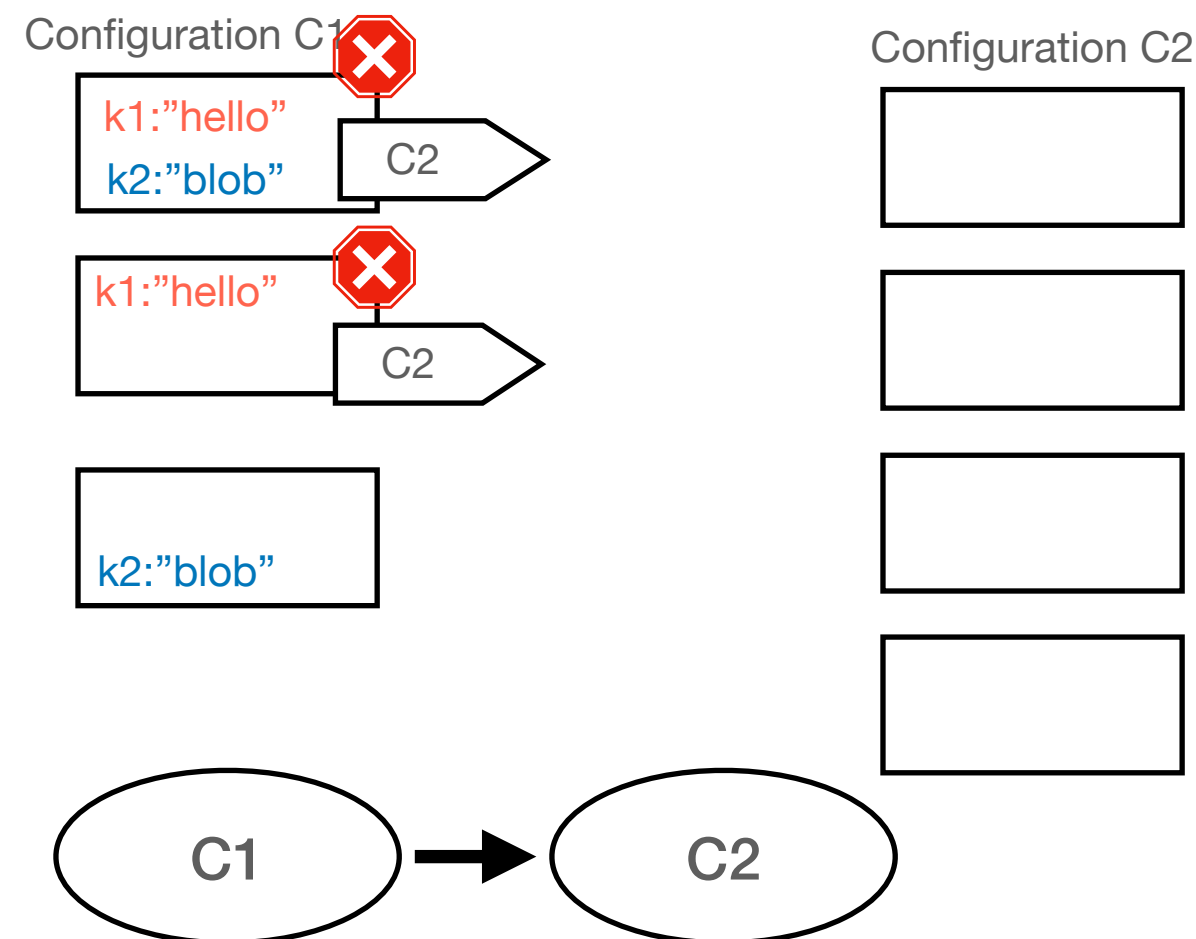 Configuration C1
k1:”hello”
k2:”blob”
C2
k1:”hello”
C2
k2:”blob”
Configuration C2
C1
C2